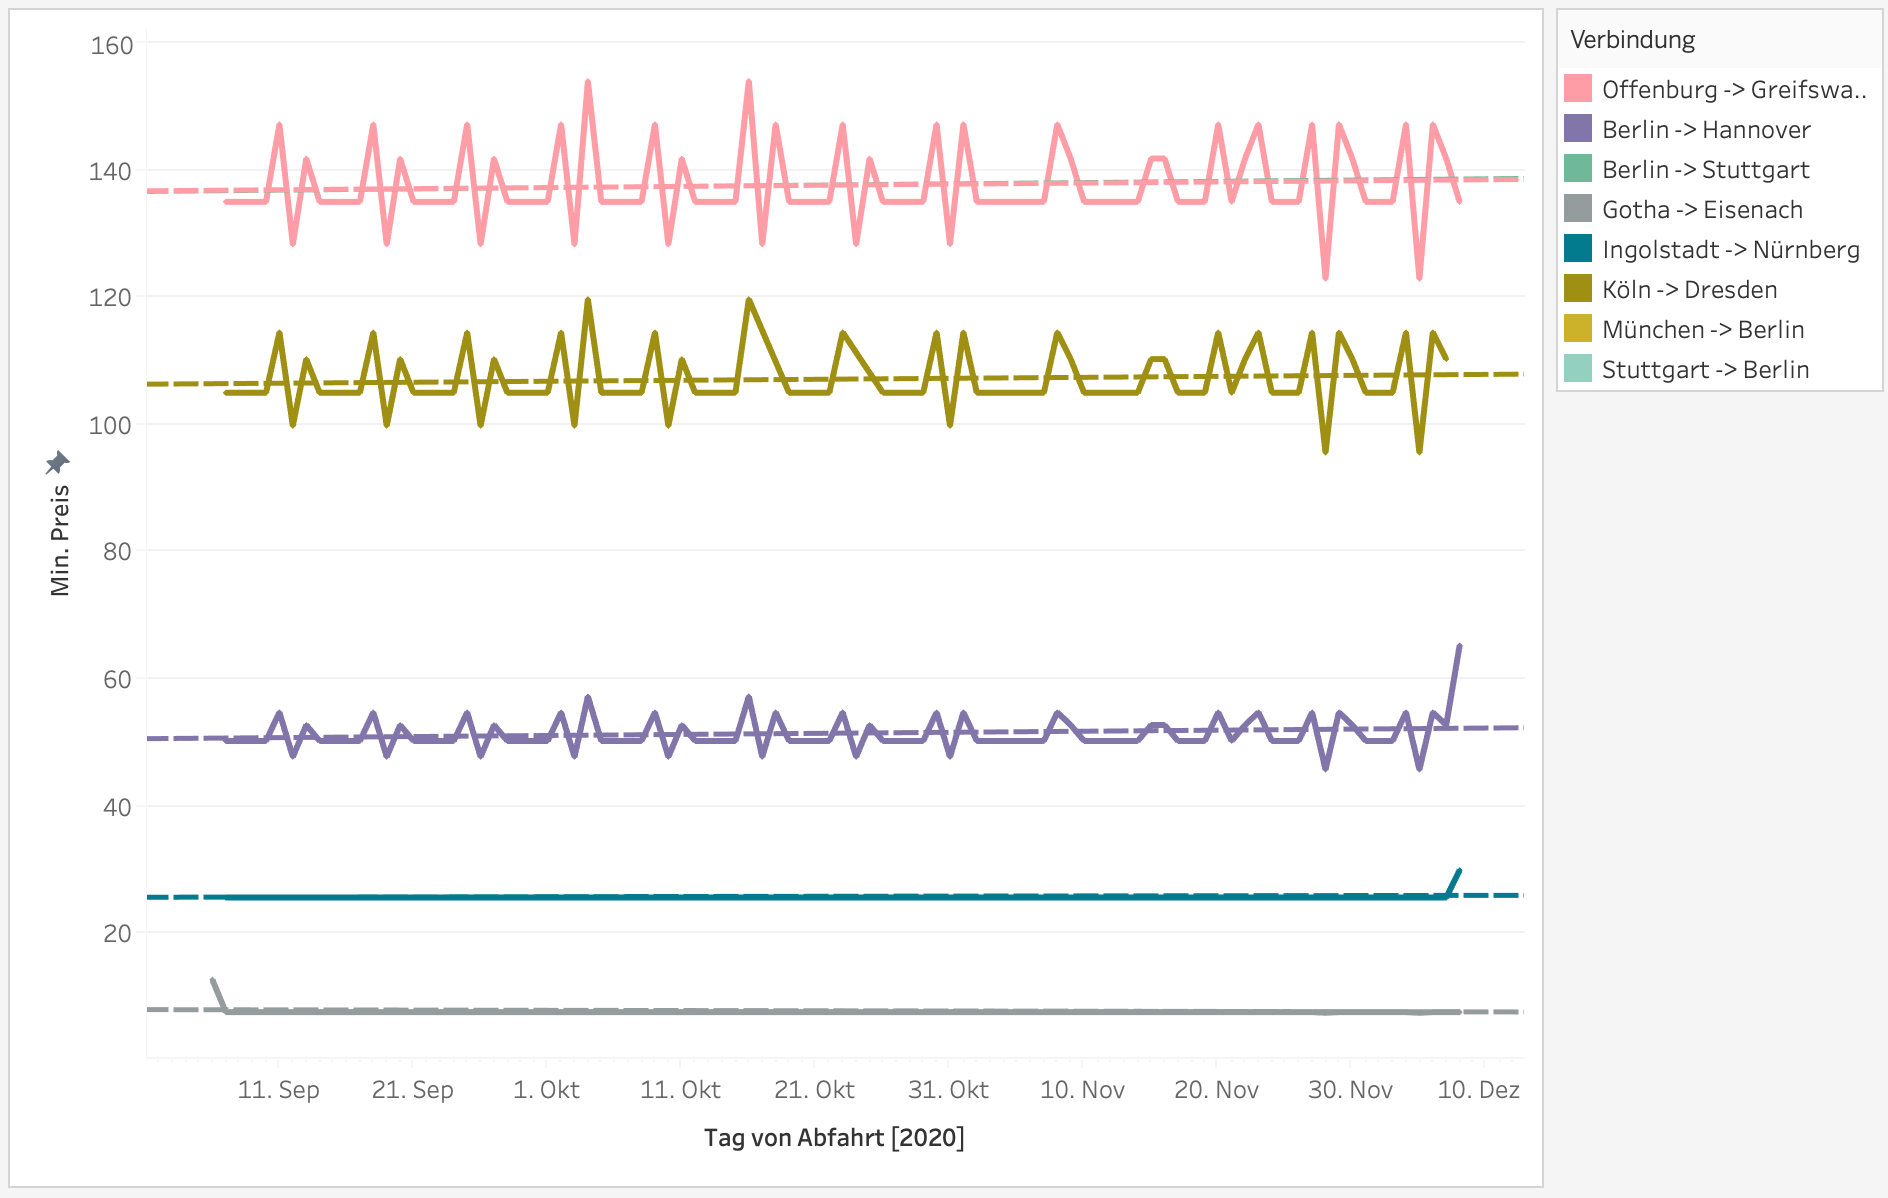 160
140
120
100
80
60
40
20
Min. Preis
11. Sep
21. Sep
1. Okt
11. Okt
21. Okt
31. Okt
10. Nov
20. Nov
30. Nov
10. Dez
Tag von Abfahrt [2020]
Verbindung
Offenburg -> Greifswa..
Berlin -> Hannover
Berlin -> Stuttgart
Gotha -> Eisenach
Ingolstadt -> Nürnberg
Köln -> Dresden
München -> Berlin
Stuttgart -> Berlin